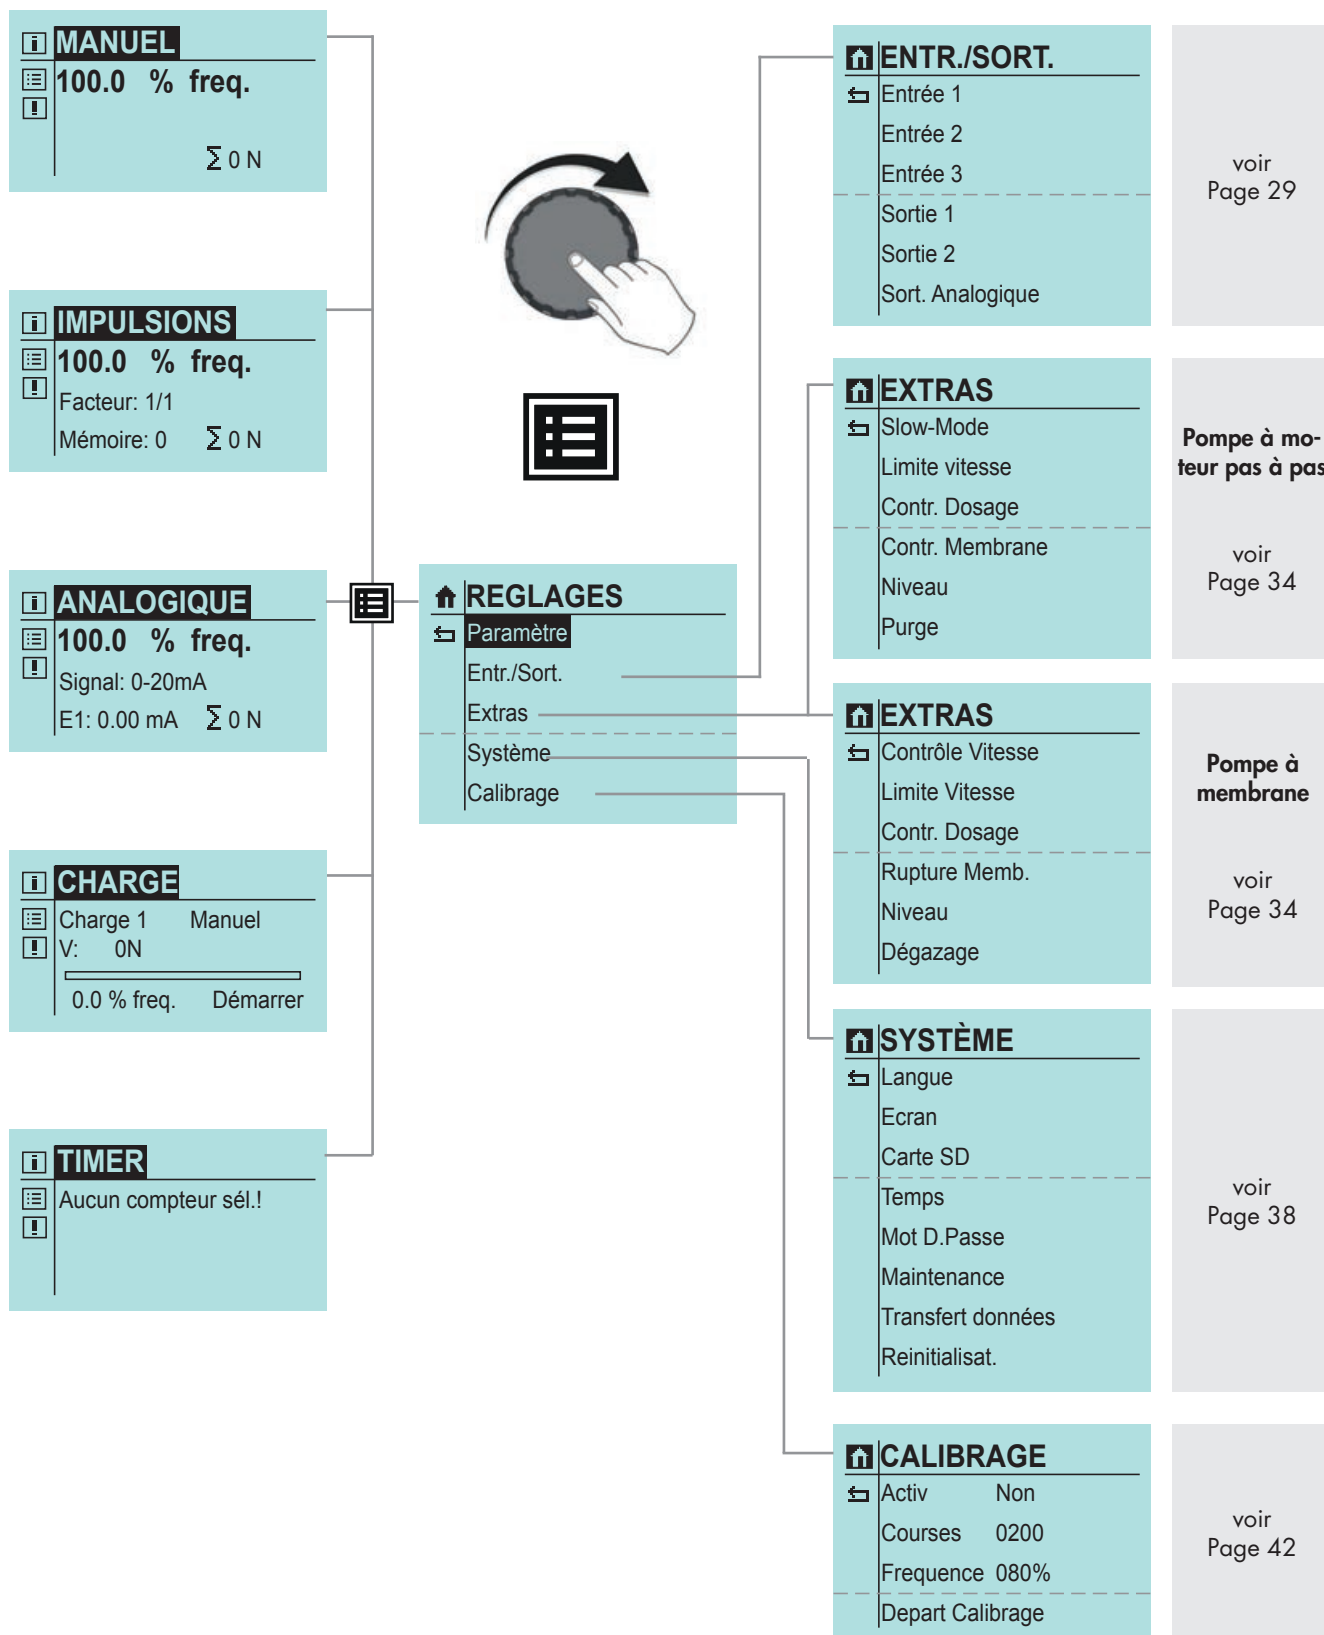 MANUEL
100.0 % freq.
Σ 0 N
IMPULSIONS
100.0 % freq.
Facteur: 1/1
Mémoire: 0 Σ 0 N
ANALOGIQUE
100.0 % freq.
Signal: 0-20mA
E1: 0.00 mA Σ 0 N
CHARGE
Charge 1 Manuel
V: 0N
0.0 % freq. Démarrer
TIMER
Aucun compteur sél.!
REGLAGES
Paramètre
Entr./Sort.
Extras
Système
Calibrage
ENTR./SORT.
Entrée 1
Entrée 2
Entrée 3
Sortie 1
Sortie 2
Sort. Analogique
voir
Page 29
EXTRAS
Slow-Mode
Limite vitesse
Contr. Dosage
Contr. Membrane
Niveau
Purge
Pompe à mo-
teur pas à pas
voir
Page 34
EXTRAS
Contrôle Vitesse
Limite Vitesse
Contr. Dosage
Rupture Memb.
Niveau
Dégazage
Pompe à
membrane
voir
Page 34
SYSTÈME
Langue
Ecran
Carte SD
Temps
Mot D.Passe
Maintenance
Transfert données
Reinitialisat.
voir
Page 38
CALIBRAGE
Activ Non
Courses 0200
Frequence 080%
Depart Calibrage
voir
Page 42